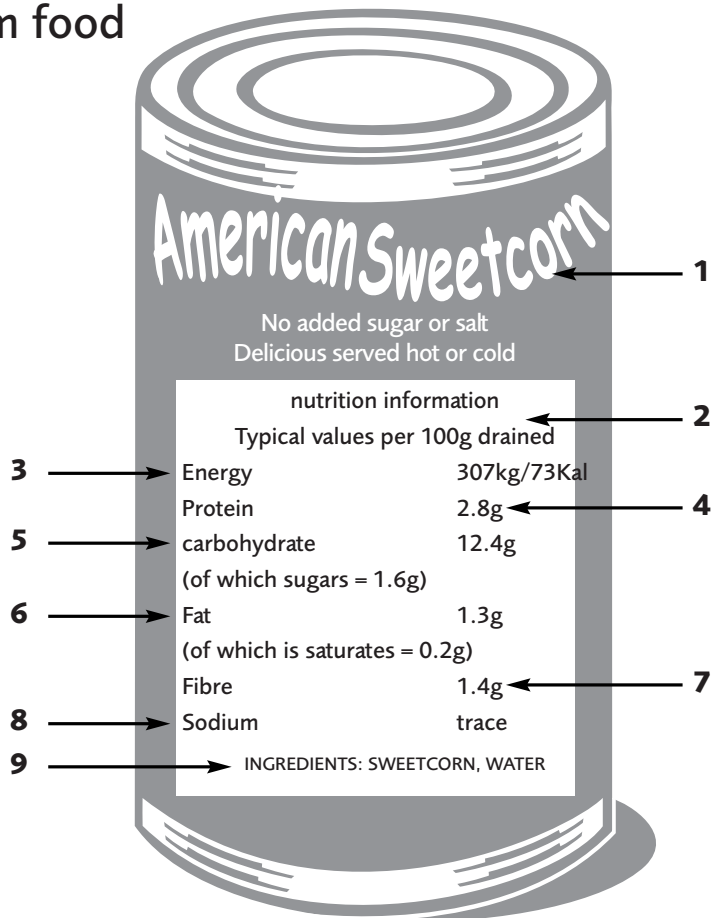 m food
American Sweetcorn
1
No added sugar or salt
Delicious served hot or cold
nutrition information
2
Typical values per 100g drained
3 Energy 307kg/73Kal
Protein 2.8g 4
5 carbohydrate 12.4g
(of which sugars = 1.6g)
6 Fat 1.3g
(of which is saturates = 0.2g)
Fibre 1.4g 7
8 Sodium trace
9 INGREDIENTS: SWEETCORN, WATER